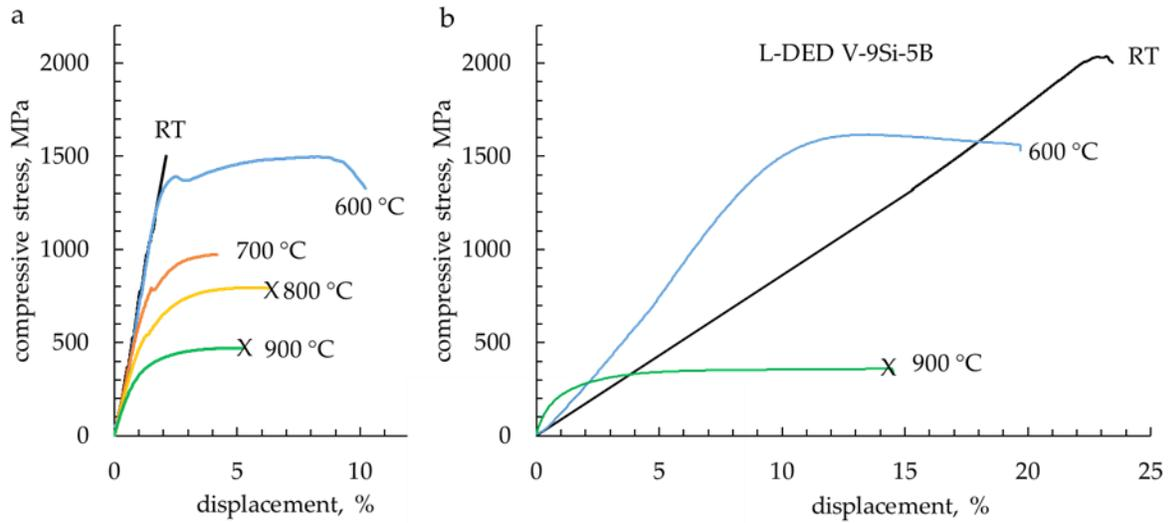 a
compressive stress, MPa
2000
1500
1000
500
0
0
5
10
displacement, %
RT
600 °C
700 °C
X 800 °C
X 900 °C
b
compressive stress, MPa
2000
1500
1000
500
0
0
5
10
15
20
25
displacement, %
L-DED V-9Si-5B
RT
600 °C
X 900 °C